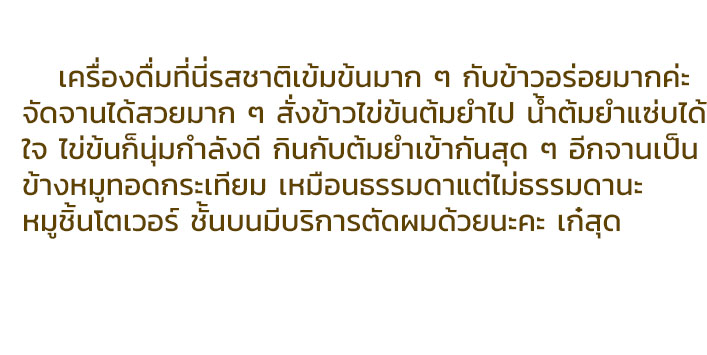 เครื่องดื่มที่นี่รสชาติเข้มข้นมาก ๆ กับข้าวอร่อยมากค่ะ
จัดจานได้สวยมาก ๆ สั่งข้าวไข่ข้นต้มยำไป น้ำต้มยำแซ่บได้
ใจ ไข่ข้นก็นุ่มกำลังดี กินกับต้มยำเข้ากันสุด ๆ อีกจานเป็น
ข้างหมูทอดกระเทียม เหมือนธรรมดาแต่ไม่ธรรมดานะ
หมูชิ้นโตเวอร์ ชั้นบนมีบริการตัดผมด้วยนะคะ เก๋สุด